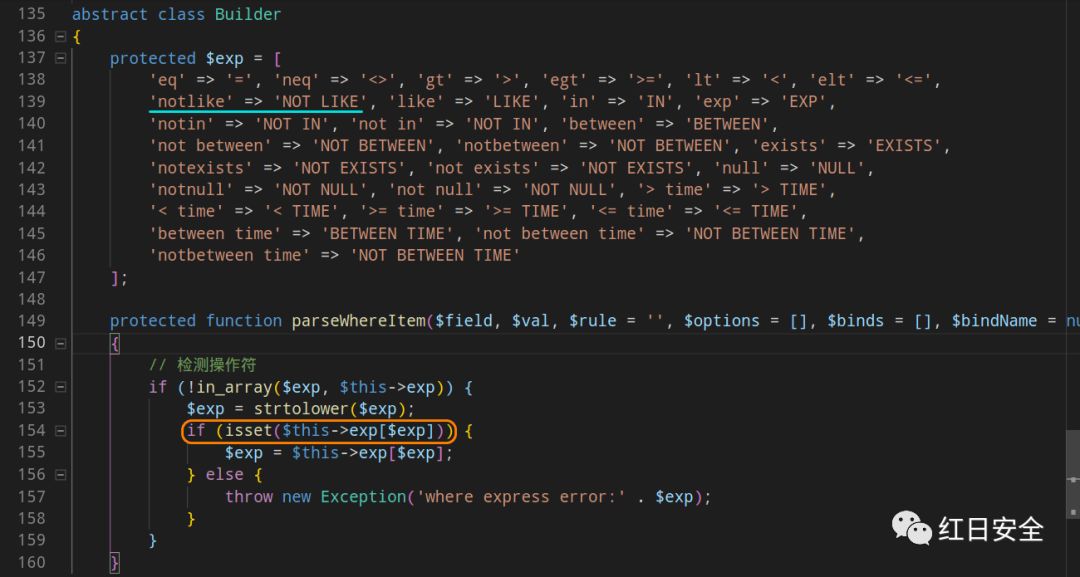 135 abstract class Builder
136 {
137 protected $exp = [
138 'eq' => '=', 'neq' => '<>', 'gt' => '>', 'egt' => '>=', 'lt' => '<', 'elt' => '<=',
139 'notlike' => 'NOT LIKE', 'like' => 'LIKE', 'in' => 'IN', 'exp' => 'EXP',
140 'notin' => 'NOT IN', 'not in' => 'NOT IN', 'between' => 'BETWEEN',
141 'not between' => 'NOT BETWEEN', 'notbetween' => 'NOT BETWEEN', 'exists' => 'EXISTS',
142 'notexists' => 'NOT EXISTS', 'not exists' => 'NOT EXISTS', 'null' => 'NULL',
143 'notnull' => 'NOT NULL', 'not null' => 'NOT NULL', '> time' => '> TIME',
144 '< time' => '< TIME', '>= time' => '>= TIME', '<= time' => '<= TIME',
145 'between time' => 'BETWEEN TIME', 'not between time' => 'NOT BETWEEN TIME',
146 'notbetween time' => 'NOT BETWEEN TIME'
147 ];
148
149 protected function parseWhereItem($field, $val, $rule = '', $options = [], $binds = [], $bindName = nu
150 {
151 // 检测操作符
152 if (!in_array($exp, $this->exp)) {
153 $exp = strtolower($exp);
154 if (isset($this->exp[$exp])) {
155 $exp = $this->exp[$exp];
156 } else {
157 throw new Exception('where express error:' . $exp);
158 }
159 }
160 }
红日安全